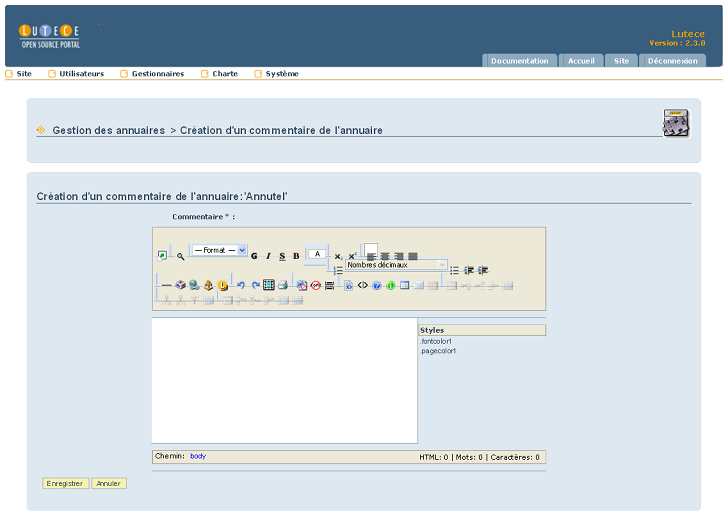 LUTECE
OPEN SOURCE PORTAL
Lutece
Version : 2.3.0
Documentation Accueil Site Déconnexion
Site Utilisateurs Gestionnaires Charte Système
Gestion des annuaires > Création d'un commentaire de l'annuaire
Création d'un commentaire de l'annuaire:'Annutel'
Commentaire * :
— Format — G I S B A x₁ x²
Nombres décimaux
Styles
.fontcolor1
.pagecolor1
Chemin: body HTML: 0 | Mots: 0 | Caractères: 0
Enregistrer Annuler